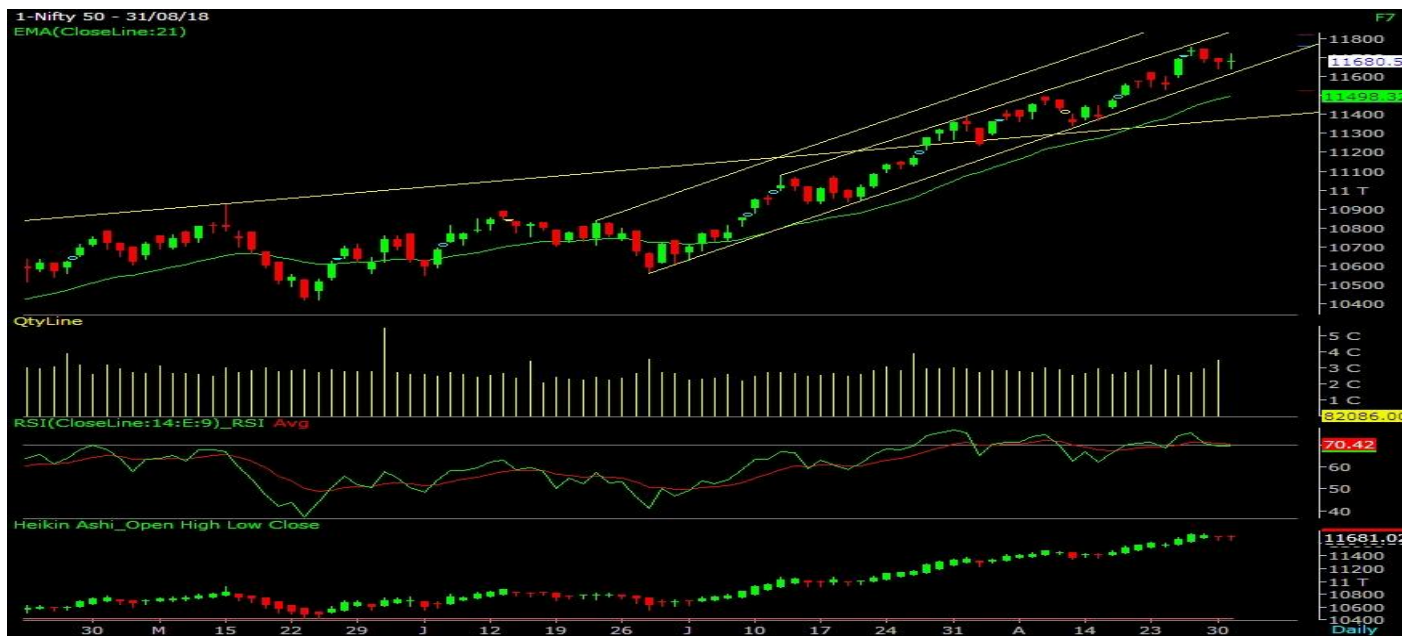 1-Nifty 50 - 31/08/18 F7
EMA(CloseLine:21)
11800
11680.5
11600
11498.32
11400
11300
11200
11100
11 T
10900
10800
10700
10600
10500
10400
QtyLine
5 C
4 C
3 C
2 C
1 C
82086.00
RSI(CloseLine:14:E:9)_RSI Avg
70.42
60
50
40
Heikin Ashi_Open High Low Close
11681.02
11400
11200
11 T
10800
10600
10400
30 M 15 22 29 J 12 19 26 J 10 17 24 31 A 14 23 30 Daily